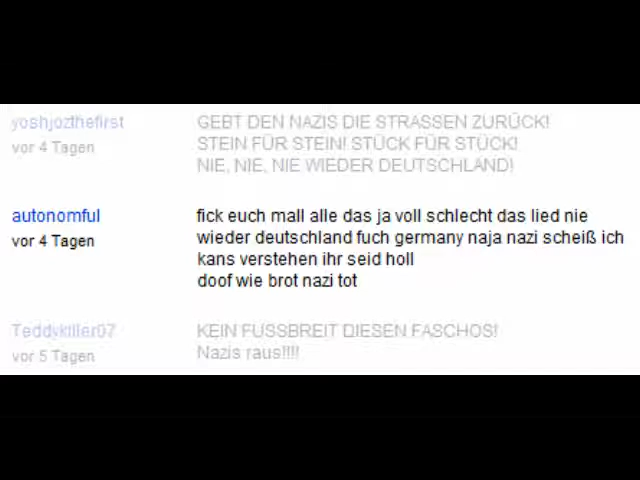 yoshjozthefirst
vor 4 Tagen
GEBT DEN NAZIS DIE STRASSEN ZURÜCK!
STEIN FÜR STEIN! STÜCK FÜR STÜCK!
NIE, NIE, NIE WIEDER DEUTSCHLAND!
autonomful
vor 4 Tagen
fick euch mall alle das ja voll schlecht das lied nie
wieder deutschland fuch germany naja nazi scheiß ich
kans verstehen ihr seid holl
doof wie brot nazi tot
Teddykiller07
vor 5 Tagen
KEIN FUSSBREIT DIESEN FASCHOS!
Nazis raus!!!!